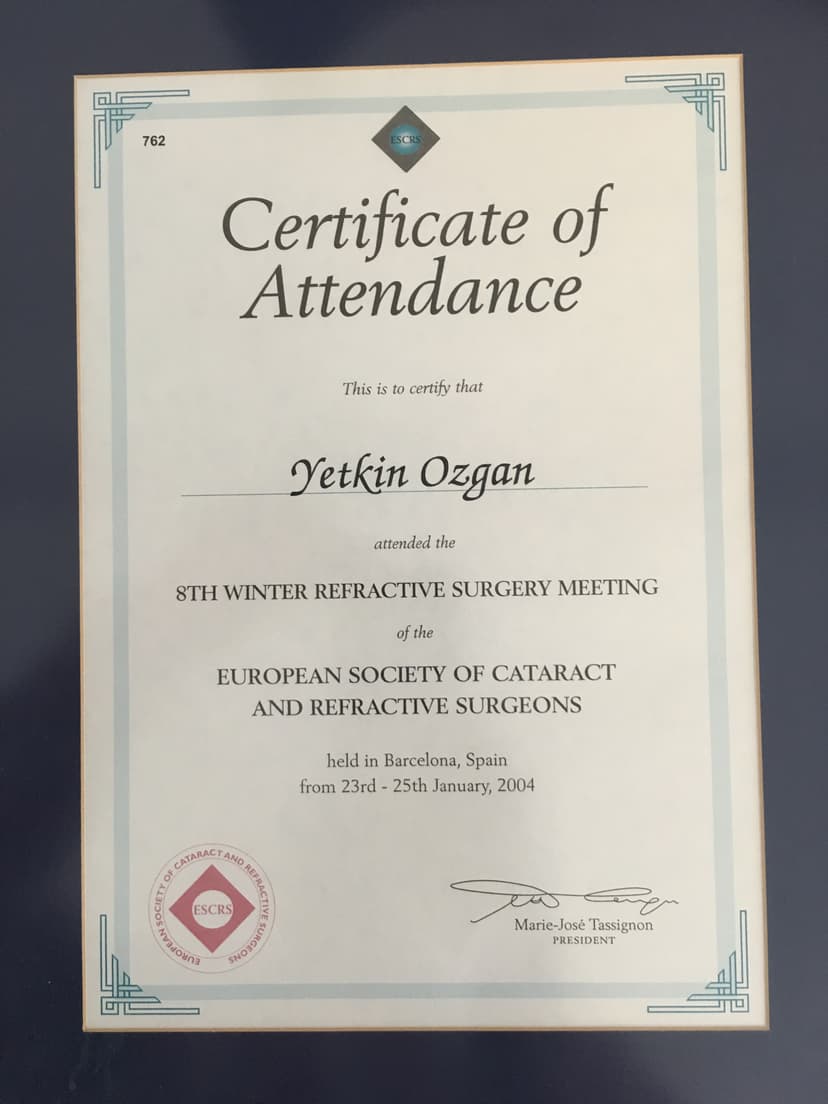 762
ESCRS
Certificate of
Attendance
This is to certify that
Yetkin Ozgan
attended the
8TH WINTER REFRACTIVE SURGERY MEETING
of the
EUROPEAN SOCIETY OF CATARACT
AND REFRACTIVE SURGEONS
held in Barcelona, Spain
from 23rd - 25th January, 2004
EUROPEAN SOCIETY OF CATARACT AND REFRACTIVE SURGEONS
ESCRS
Marie-José Tassignon
PRESIDENT